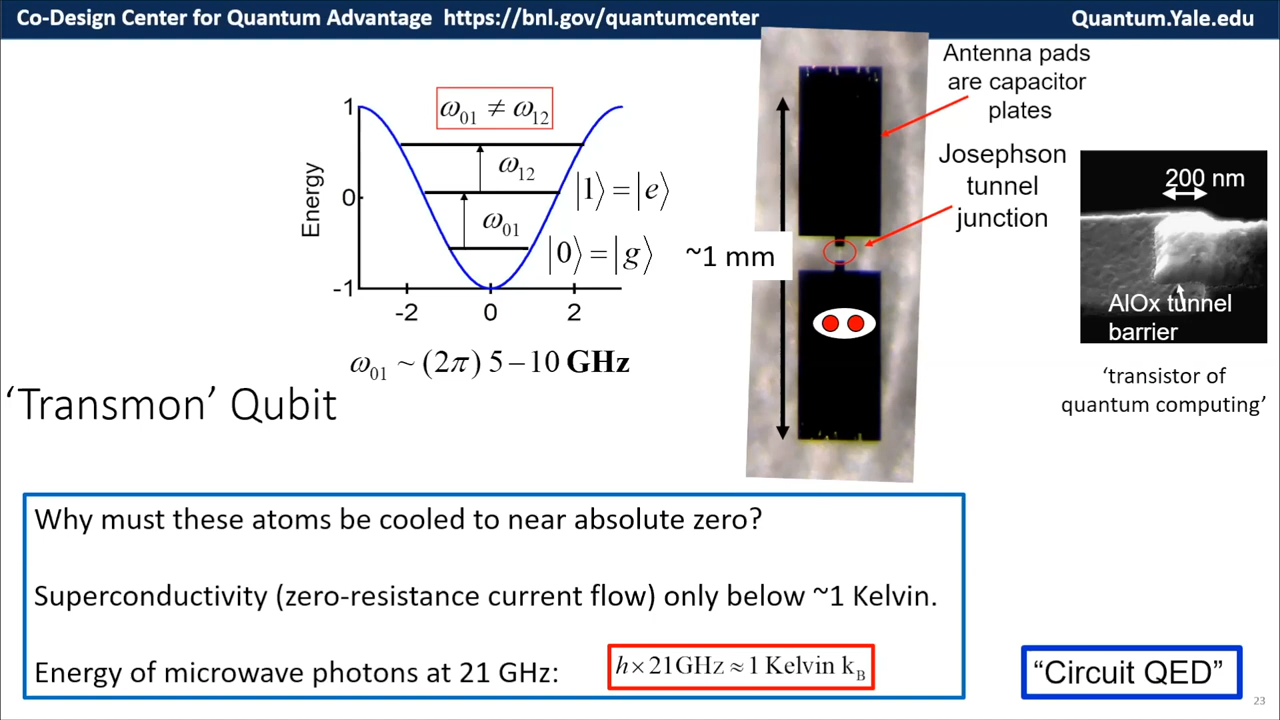 Co-Design Center for Quantum Advantage https://bnl.gov/quantumcenter
Quantum.Yale.edu
Antenna pads
are capacitor
plates
Josephson
tunnel
junction
200 nm
AlOx tunnel
barrier
‘transistor of
quantum computing’
~1 mm
ω₀₁ ≠ ω₁₂
1
0
-1
Energy
ω₁₂
ω₀₁
|1⟩ = |e⟩
|0⟩ = |g⟩
-2 0 2
ω₀₁ ~ (2π) 5 – 10 GHz
‘Transmon’ Qubit
Why must these atoms be cooled to near absolute zero?
Superconductivity (zero-resistance current flow) only below ~1 Kelvin.
Energy of microwave photons at 21 GHz:
h×21GHz ≈ 1 Kelvin k_B
“Circuit QED”
23